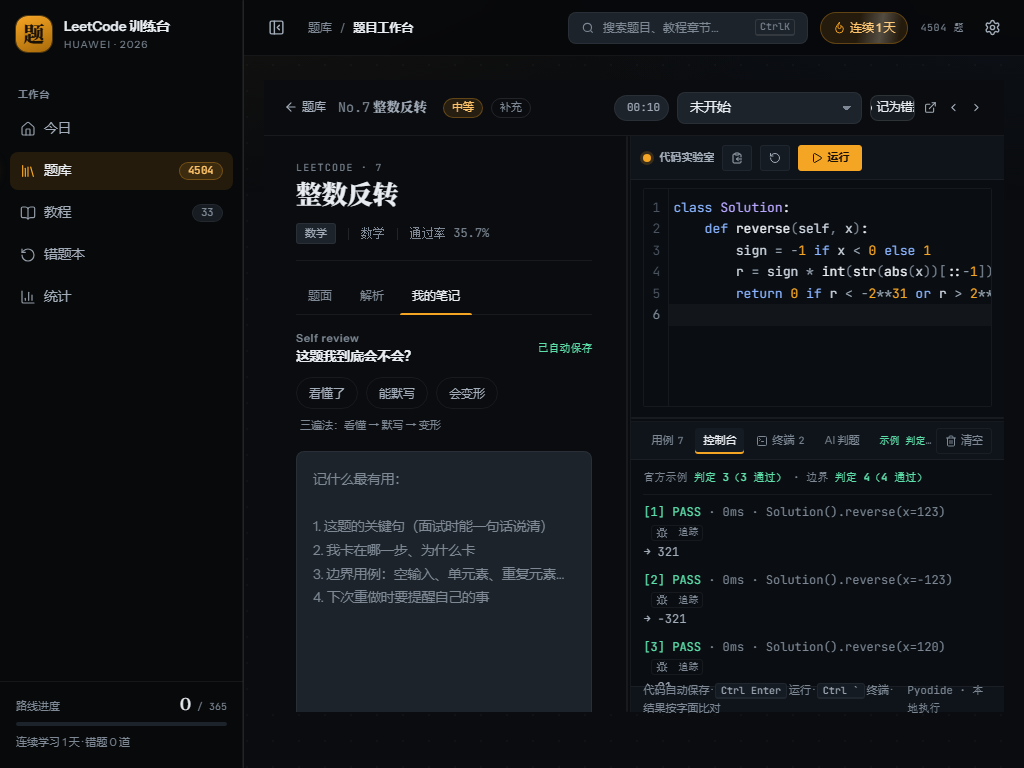 题
LeetCode 训练台
HUAWEI · 2026
工作台
今日
题库 4504
教程 33
错题本
统计
路线进度 0 / 365
连续学习 1 天 · 错题 0 道
题库 / 题目工作台
搜索题目、教程章节… CtrlK
连续 1 天
4504 题
← 题库 No.7 整数反转 中等 补充
00:10 未开始 记为错
LEETCODE · 7
整数反转
数学 | 数学 | 通过率 35.7%
题面 解析 我的笔记
Self review
这题我到底会不会?
已自动保存
看懂了 能默写 会变形
三遍法: 看懂 → 默写 → 变形
记什么最有用:
1. 这题的关键句（面试时能一句话说清）
2. 我卡在哪一步、为什么卡
3. 边界用例：空输入、单元素、重复元素…
4. 下次重做时要提醒自己的事
代码实验室 运行
1 class Solution:
2 def reverse(self, x):
3 sign = -1 if x < 0 else 1
4 r = sign * int(str(abs(x))[::-1])
5 return 0 if r < -2**31 or r > 2**
6
用例 7 控制台 终端 2 AI 判题 示例 判定… 清空
官方示例 判定 3 (3 通过) · 边界 判定 4 (4 通过)
[1] PASS · 0ms · Solution().reverse(x=123)
追踪
→ 321
[2] PASS · 0ms · Solution().reverse(x=-123)
追踪
→ -321
[3] PASS · 0ms · Solution().reverse(x=120)
追踪
代码自动保存· Ctrl Enter 运行· Ctrl ` 终端· Pyodide · 本
结果按字面比对 地执行